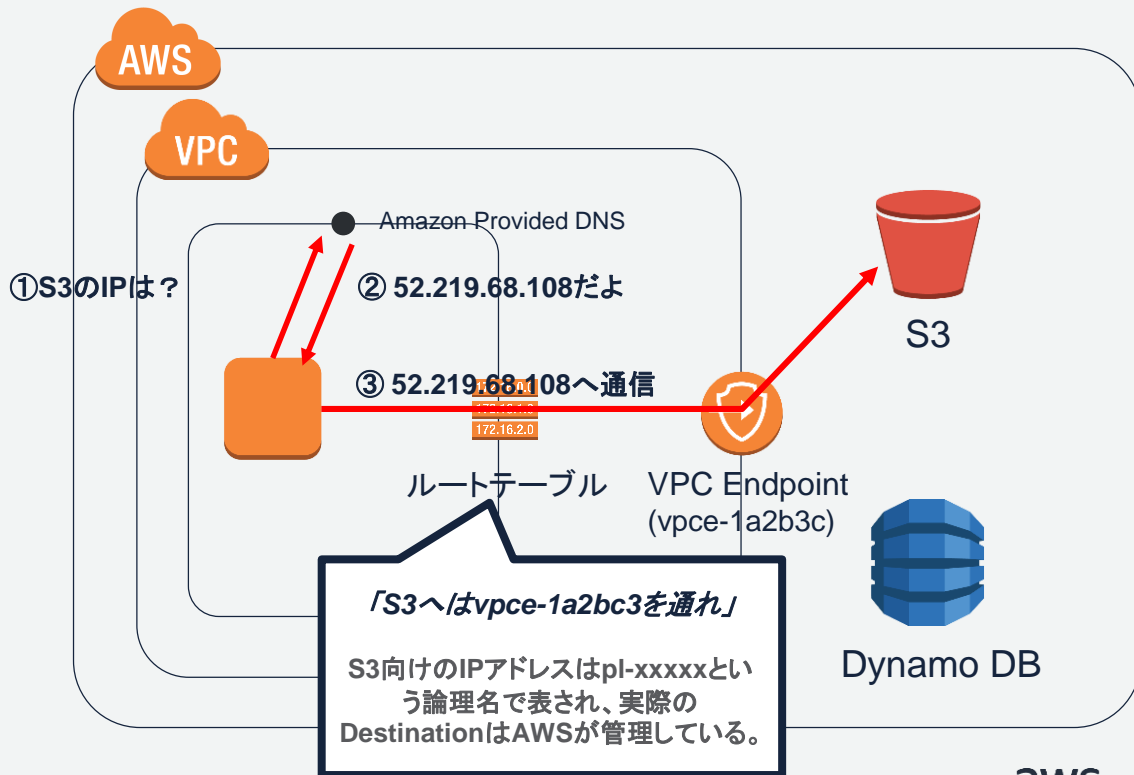 AWS
VPC
Amazon Provided DNS
①S3のIPは？
② 52.219.68.108だよ
S3
③ 52.219.68.108へ通信
172.16.2.0
ルートテーブル
VPC Endpoint
(vpce-1a2b3c)
「S3へはvpce-1a2bc3を通れ」
S3向けのIPアドレスはpl-xxxxxとい
う論理名で表され、実際の
DestinationはAWSが管理している。
Dynamo DB
aws